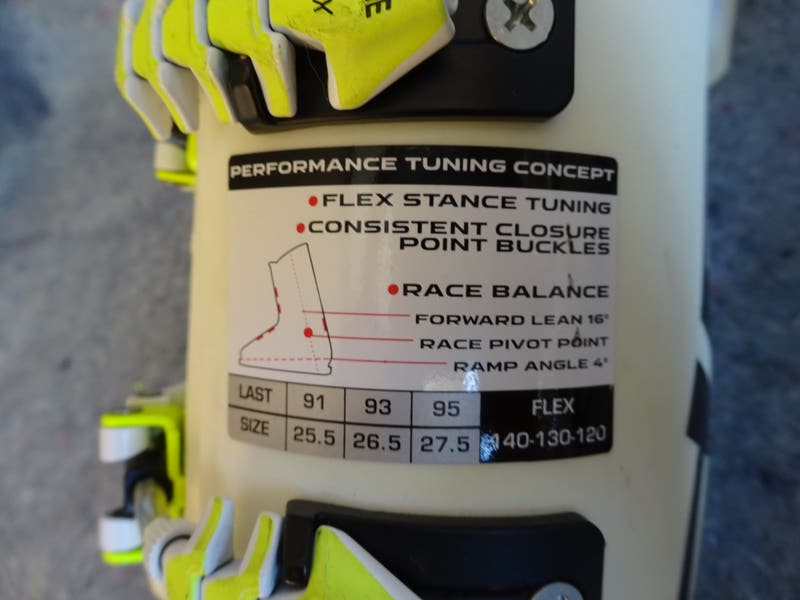 PERFORMANCE TUNING CONCEPT
FLEX STANCE TUNING
CONSISTENT CLOSURE
POINT BUCKLES
RACE BALANCE
FORWARD LEAN 16°
RACE PIVOT POINT
RAMP ANGLE 4°
LAST 91 93 95 FLEX
SIZE 25.5 26.5 27.5 140-130-120